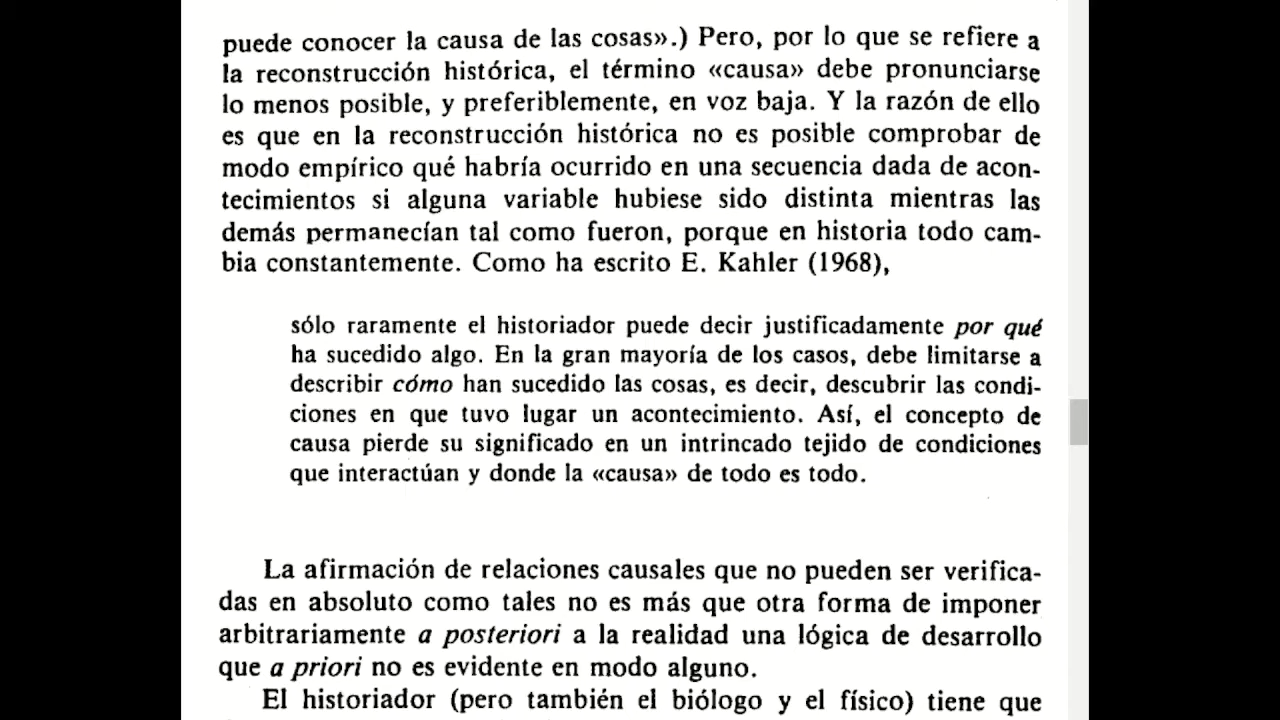 puede conocer la causa de las cosas».) Pero, por lo que se refiere a
la reconstrucción histórica, el término «causa» debe pronunciarse
lo menos posible, y preferiblemente, en voz baja. Y la razón de ello
es que en la reconstrucción histórica no es posible comprobar de
modo empírico qué habría ocurrido en una secuencia dada de acon-
tecimientos si alguna variable hubiese sido distinta mientras las
demás permanecían tal como fueron, porque en historia todo cam-
bia constantemente. Como ha escrito E. Kahler (1968),
sólo raramente el historiador puede decir justificadamente por qué
ha sucedido algo. En la gran mayoría de los casos, debe limitarse a
describir cómo han sucedido las cosas, es decir, descubrir las condi-
ciones en que tuvo lugar un acontecimiento. Así, el concepto de
causa pierde su significado en un intrincado tejido de condiciones
que interactúan y donde la «causa» de todo es todo.
La afirmación de relaciones causales que no pueden ser verifica-
das en absoluto como tales no es más que otra forma de imponer
arbitrariamente a posteriori a la realidad una lógica de desarrollo
que a priori no es evidente en modo alguno.
El historiador (pero también el biólogo y el físico) tiene que